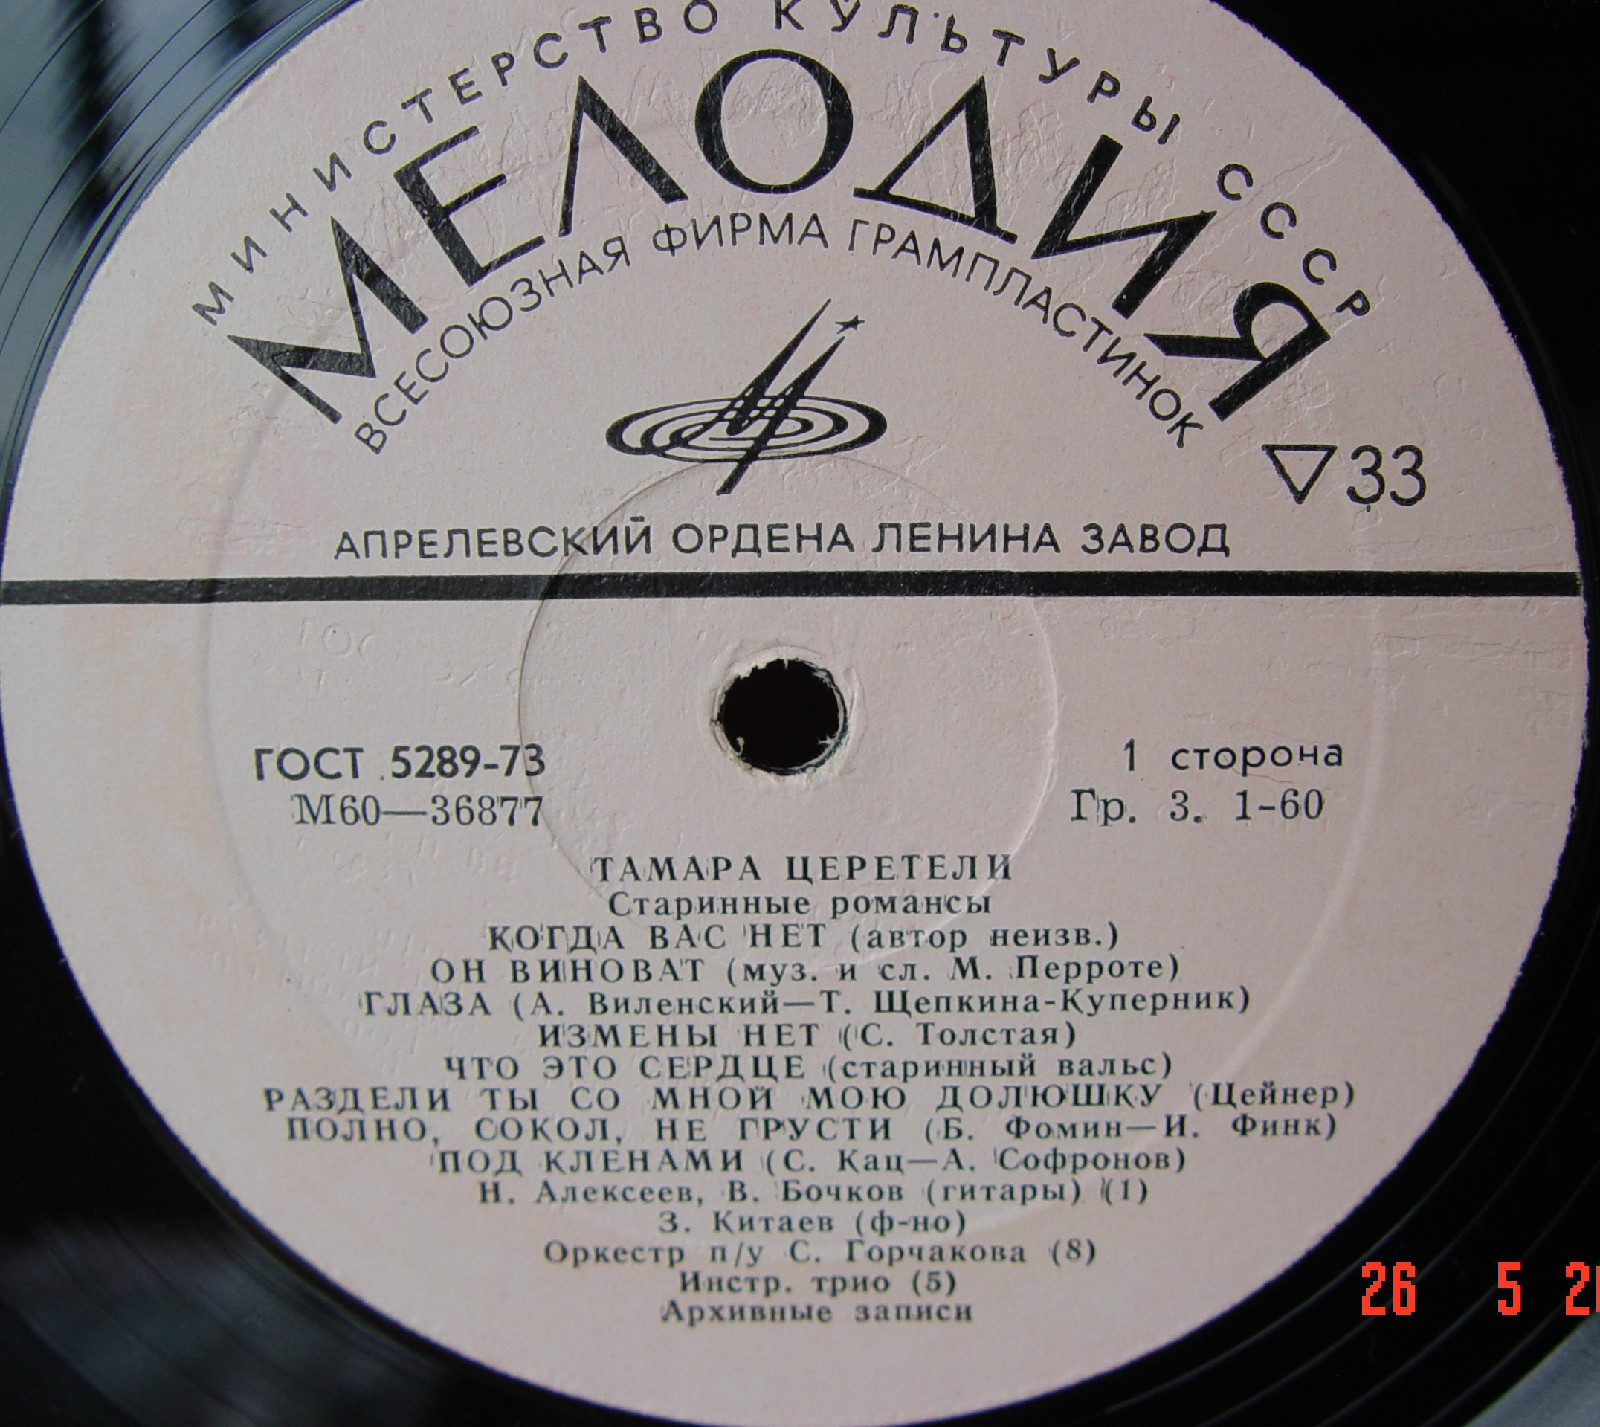 МИНИСТЕРСТВО КУЛЬТУРЫ СССР
МЕЛОДИЯ
ВСЕСОЮЗНАЯ ФИРМА ГРАМПЛАСТИНОК
33
АПРЕЛЕВСКИЙ ОРДЕНА ЛЕНИНА ЗАВОД
ГОСТ 5289-73
1 сторона
М60—36877
Гр. 3. 1-60
ТАМАРА ЦЕРЕТЕЛИ
Старинные романсы
КОГДА ВАС НЕТ (автор неизв.)
ОН ВИНОВАТ (муз. и сл. М. Перроте)
ГЛАЗА (А. Виленский—Т. Щепкина-Куперник)
ИЗМЕНЫ НЕТ (С. Толстая)
ЧТО ЭТО СЕРДЦЕ (старинный вальс)
РАЗДЕЛИ ТЫ СО МНОЙ МОЮ ДОЛЮШКУ (Цейнер)
ПОЛНО, СОКОЛ, НЕ ГРУСТИ (Б. Фомин—И. Финк)
ПОД КЛЕНАМИ (С. Кац—А. Софронов)
Н. Алексеев, В. Бочков (гитары) (1)
З. Китаев (ф-но)
Оркестр п/у С. Горчакова (8)
Инстр. трио (5)
Архивные записи
26 5